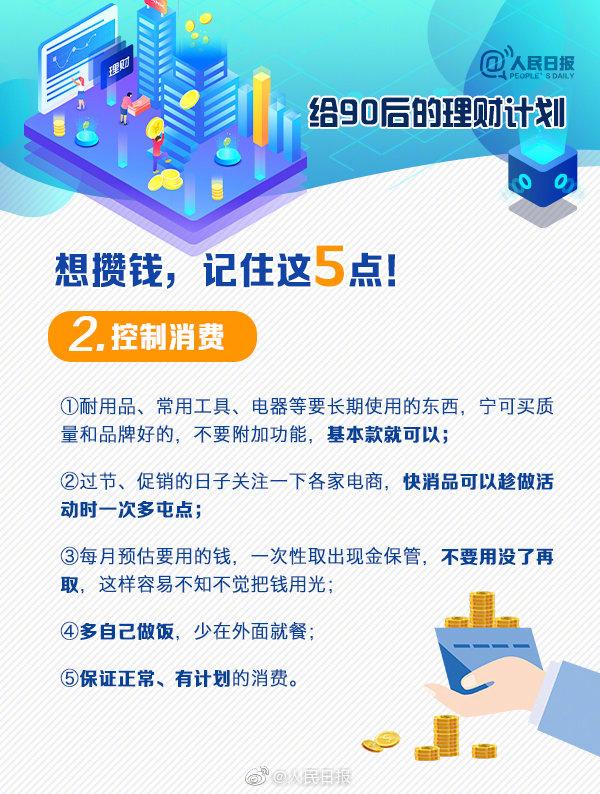 理财
@人民日报
PEOPLE'S DAILY
给90后的理财计划
想攒钱，记住这5点！
2.控制消费
①耐用品、常用工具、电器等要长期使用的东西，宁可买质
量和品牌好的，不要附加功能，基本款就可以；
②过节、促销的日子关注一下各家电商，快消品可以趁做活
动时一次多屯点；
③每月预估要用的钱，一次性取出现金保管，不要用没了再
取，这样容易不知不觉把钱用光；
④多自己做饭，少在外面就餐；
⑤保证正常、有计划的消费。
@人民日报